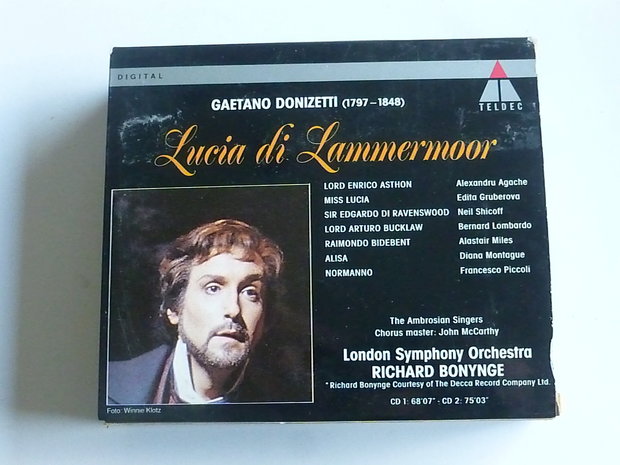 DIGITAL
TELDEC
GAETANO DONIZETTI (1797-1848)
Lucia di Lammermoor
LORD ENRICO ASTHON Alexandru Agache
MISS LUCIA Edita Gruberova
SIR EDGARDO DI RAVENSWOOD Neil Shicoff
LORD ARTURO BUCKLAW Bernard Lombardo
RAIMONDO BIDEBENT Alastair Miles
ALISA Diana Montague
NORMANNO Francesco Piccoli
The Ambrosian Singers
Chorus master: John McCarthy
London Symphony Orchestra
RICHARD BONYNGE
* Richard Bonynge Courtesy of The Decca Record Company Ltd.
CD 1: 68'07" - CD 2: 75'03"
Foto: Winnie Klotz